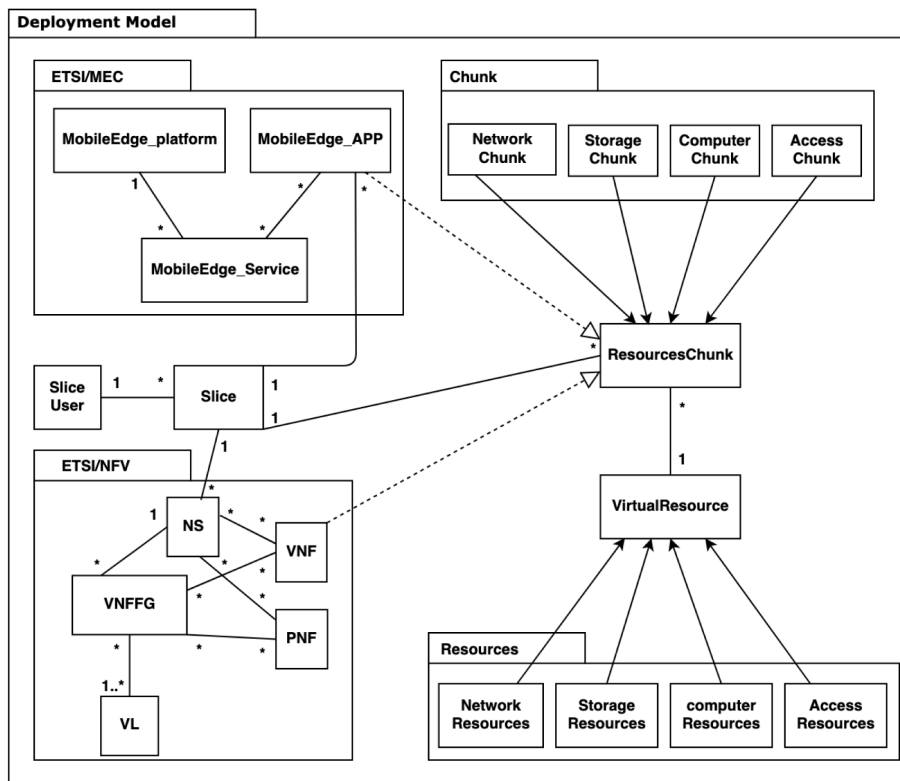 Deployment Model
ETSI/MEC
MobileEdge_platform
MobileEdge_APP
1
*
*
*
*
MobileEdge_Service
Chunk
Network
Chunk
Storage
Chunk
Computer
Chunk
Access
Chunk
*
ResourcesChunk
Slice
User
1
*
Slice
1
1
1
*
1
VirtualResource
ETSI/NFV
*
1
NS
*
*
VNF
*
*
*
*
*
VNFFG
*
*
*
PNF
1..*
VL
Resources
Network
Resources
Storage
Resources
computer
Resources
Access
Resources